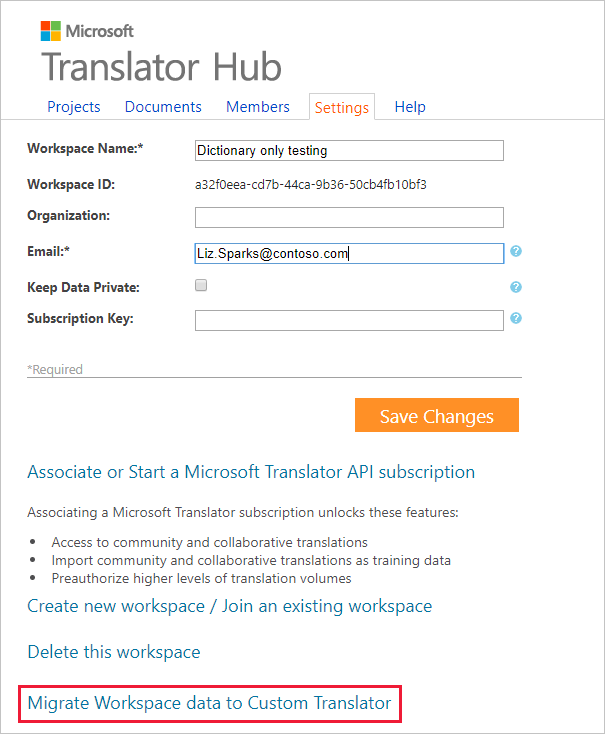 Microsoft
Translator Hub
Projects Documents Members Settings Help
Workspace Name:* Dictionary only testing
Workspace ID: a32f0eea-cd7b-44ca-9b36-50cb4fb10bf3
Organization:
Email:* Liz.Sparks@contoso.com ?
Keep Data Private: ?
Subscription Key: ?
*Required
Save Changes
Associate or Start a Microsoft Translator API subscription
Associating a Microsoft Translator subscription unlocks these features:
• Access to community and collaborative translations
• Import community and collaborative translations as training data
• Preauthorize higher levels of translation volumes
Create new workspace / Join an existing workspace
Delete this workspace
Migrate Workspace data to Custom Translator